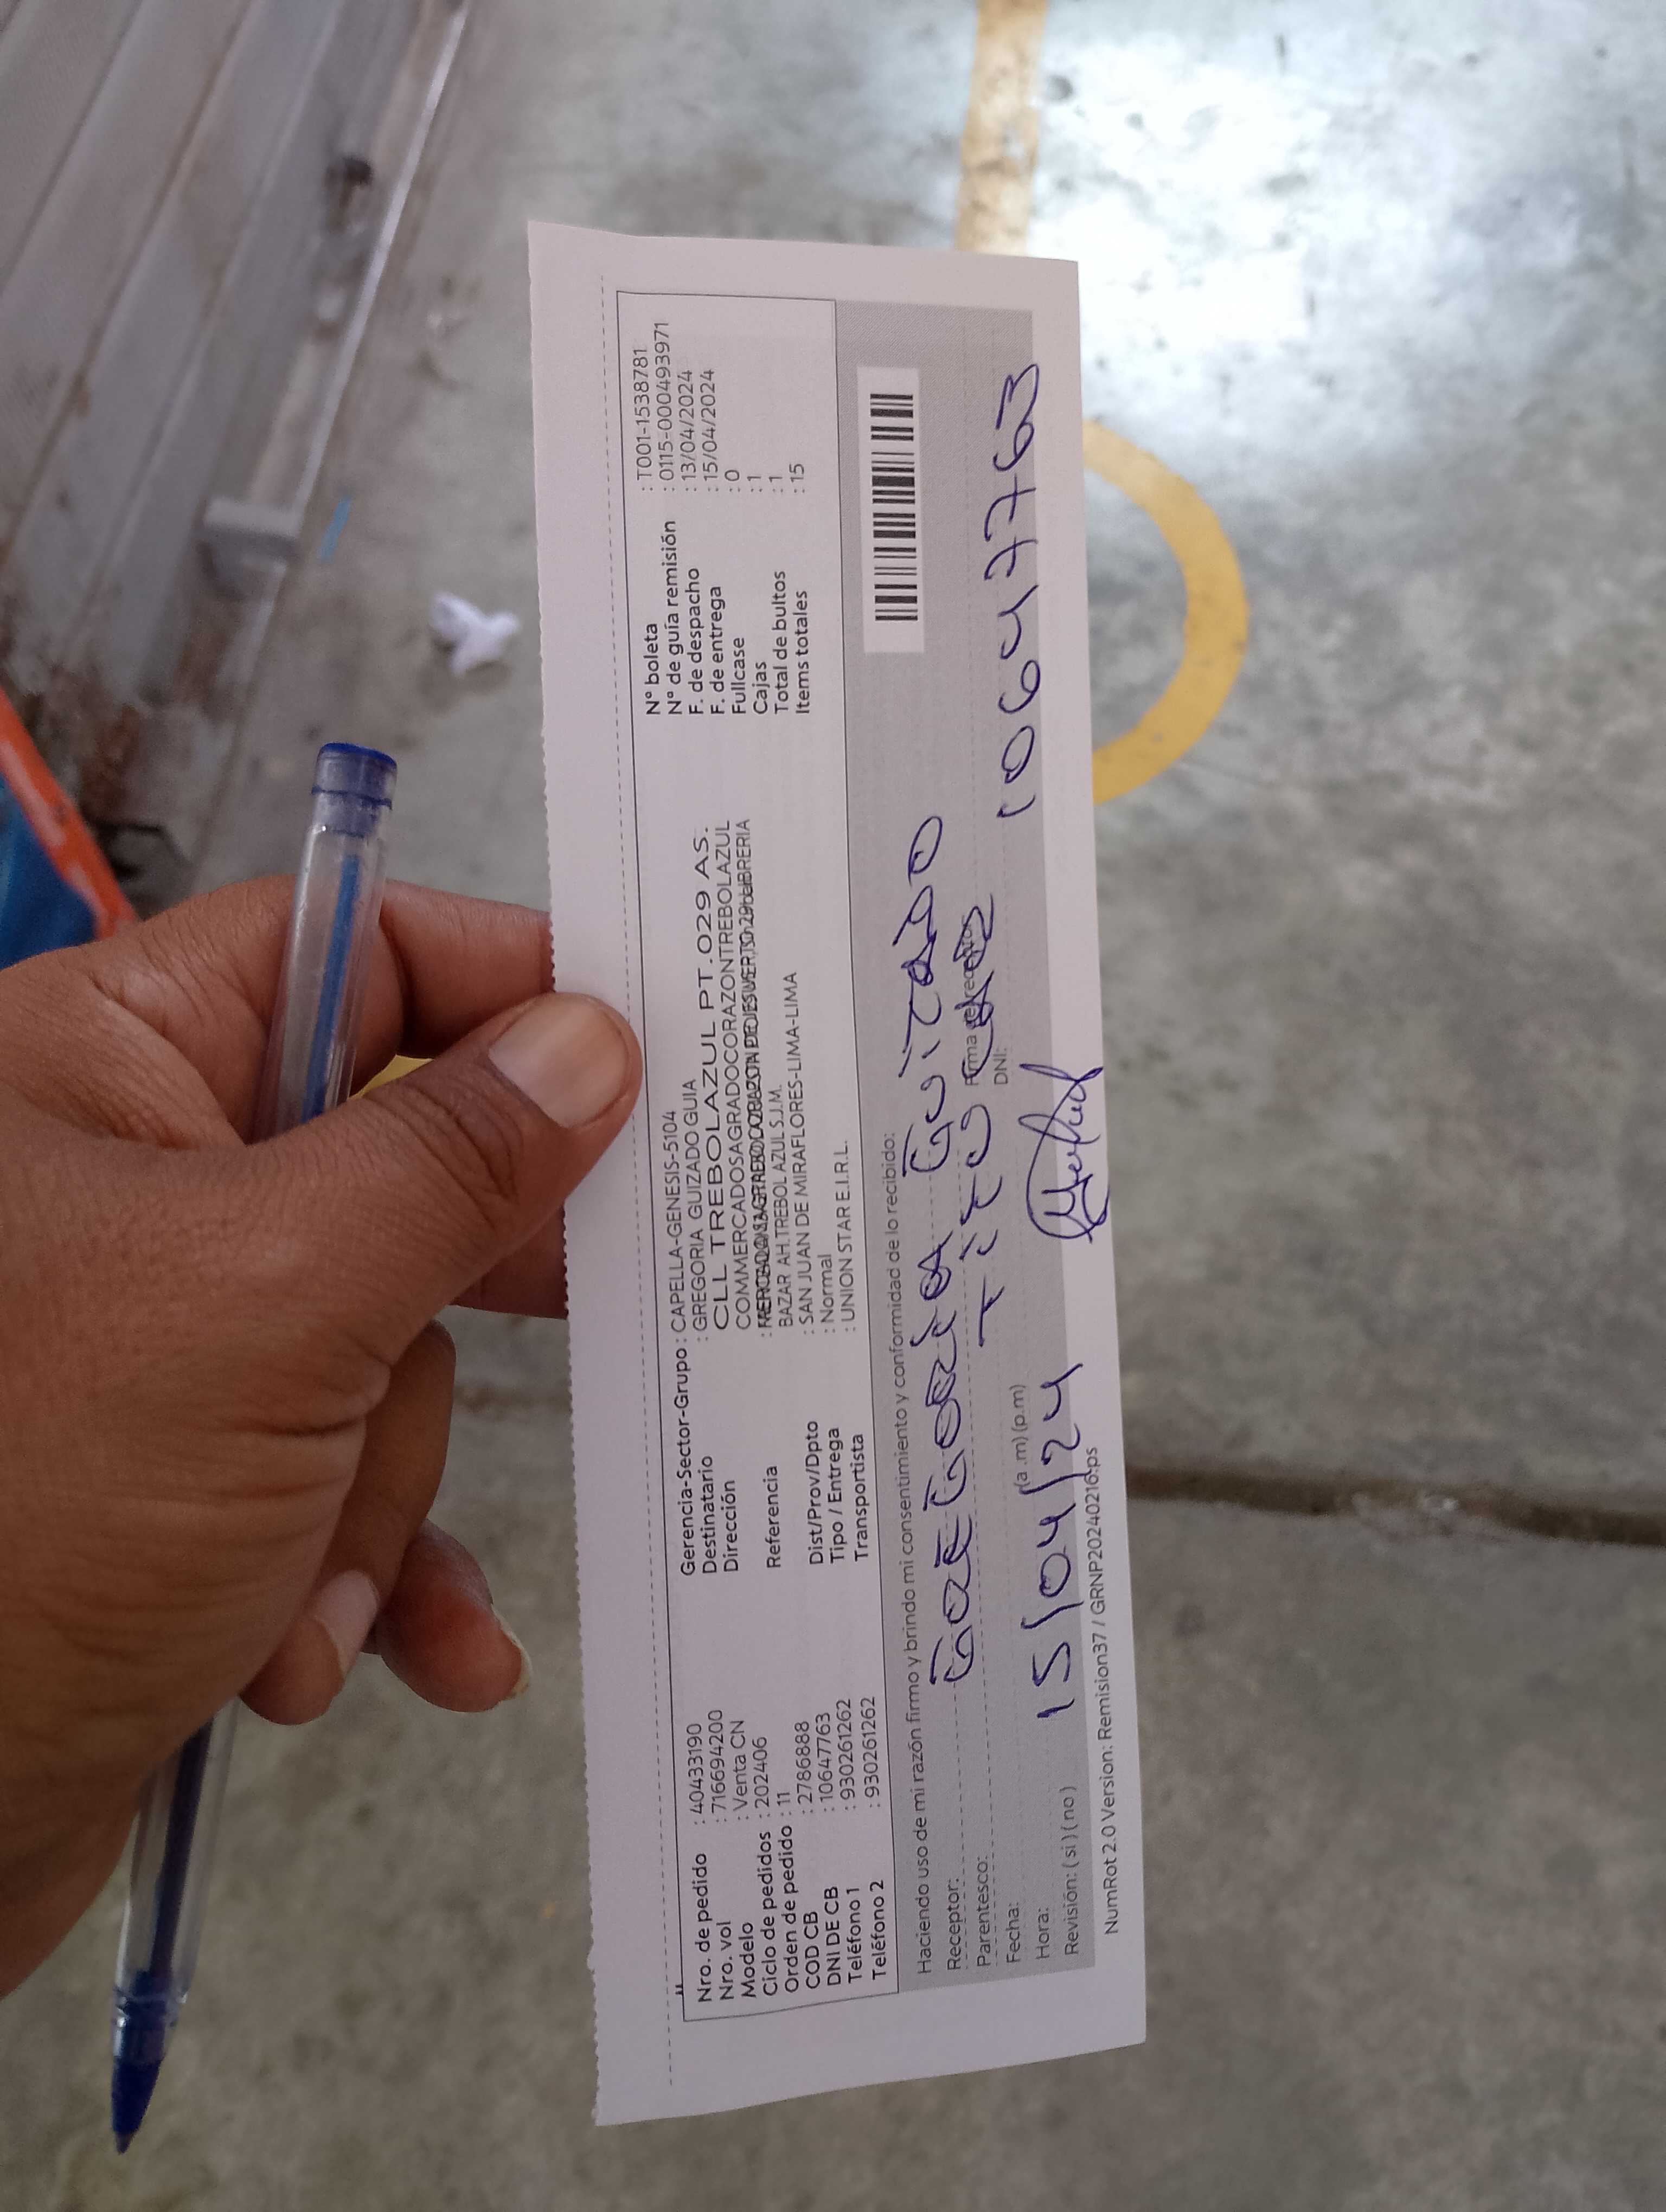 Nro. de pedido : 40433190
Nro. vol : 716694200
Modelo : Venta CN
Ciclo de pedidos : 202406
Orden de pedido : 11
COD CB : 2786888
DNI DE CB : 10647763
Teléfono 1 : 930261262
Teléfono 2 : 930261262
Gerencia-Sector-Grupo : CAPELLA-GENESIS-5104
Destinatario : GREGORIA GUIZADO GUIA
Dirección CLL TREBOLAZUL PT.029 AS.
COMMERCADOSAGRADOCORAZONTREBOLAZUL
Referencia :
BAZAR AH.TREBOL AZUL S.J.M.
Dist/Prov/Dpto : SAN JUAN DE MIRAFLORES-LIMA-LIMA
Tipo / Entrega : Normal
Transportista : UNION STAR E.I.R.L.
N° boleta : T001-1538781
N° de guía remisión : 0115-000493971
F. de despacho : 13/04/2024
F. de entrega : 15/04/2024
Fullcase : 0
Cajas : 1
Total de bultos : 1
Items totales : 15
Haciendo uso de mi razón firmo y brindo mi consentimiento y conformidad de lo recibido:
Receptor: GREGORIA GUIZADO
Parentesco: TITULAR
Fecha: 15/04/24
DNI: 10647763
Hora: (a.m) (p.m)
Revisión: ( si ) ( no )
NumRot 2.0 Version: Remision37 / GRNP20240216.ps